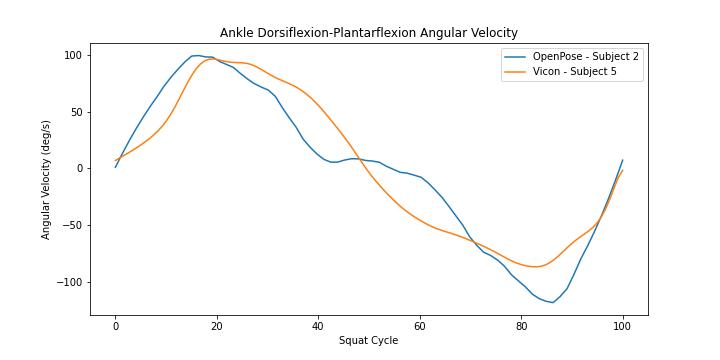 Ankle Dorsiflexion-Plantarflexion Angular Velocity
OpenPose - Subject 2
Vicon - Subject 5
Angular Velocity (deg/s)
100
50
0
−50
−100
0 20 40 60 80 100
Squat Cycle